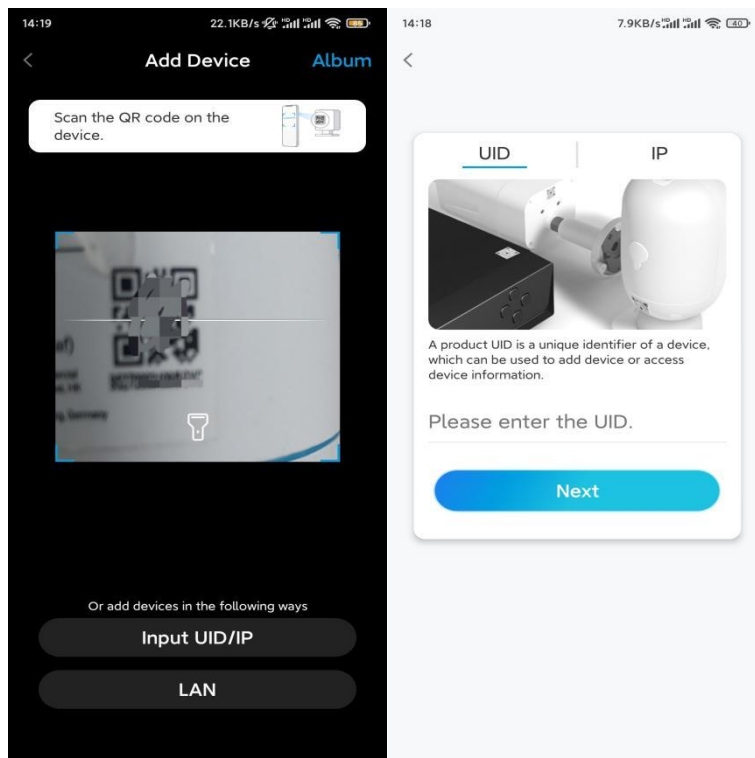 14:19
22.1KB/s
Add Device
Album
Scan the QR code on the
device.
af)
Germany
Or add devices in the following
ways
Input UID/IP
LAN
14:18
7.9KB/s
40
UID
IP
A product UID is a unique identifier of a device,
which can be used to add device or access
device information.
Please enter the UID.
Next